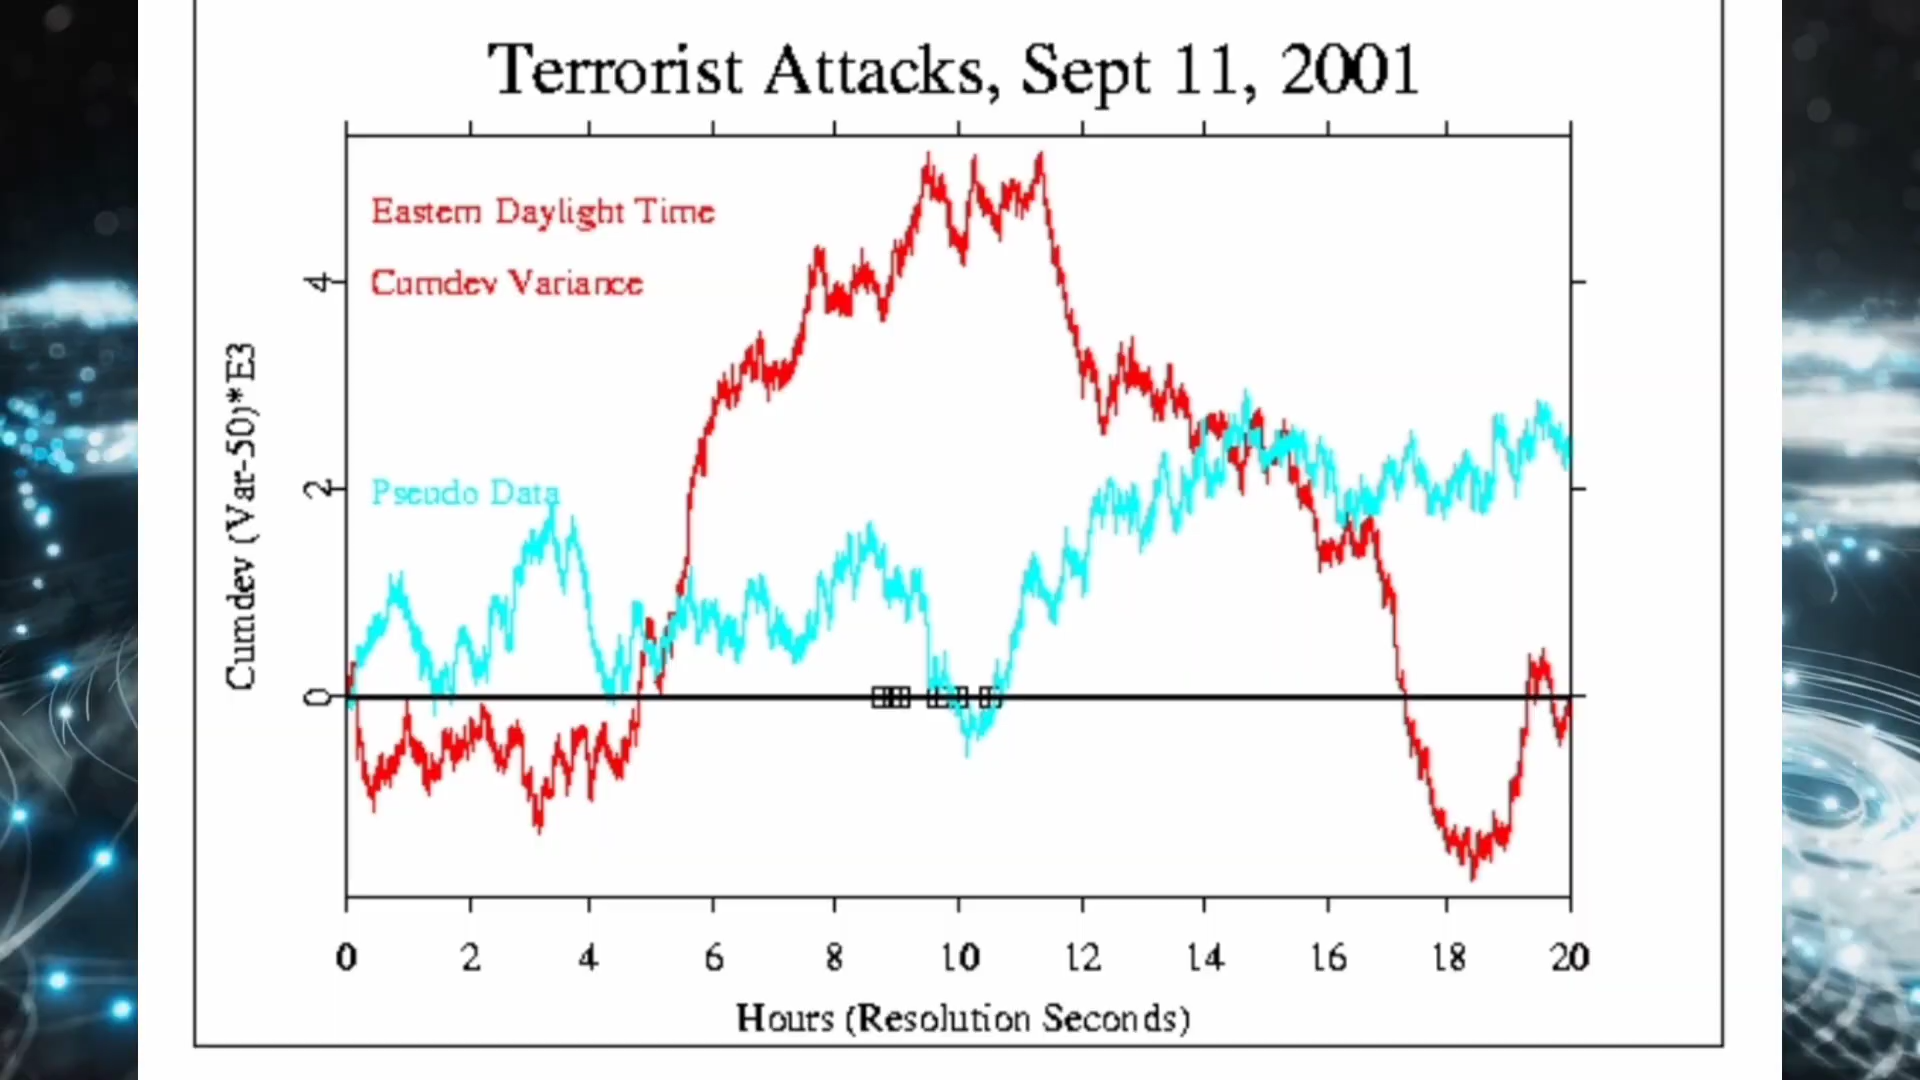 Terrorist Attacks, Sept 11, 2001
Eastern Daylight Time
Cumdev Variance
Pseudo Data
Cumdev (Var-50)*E3
4
2
0
0 2 4 6 8 10 12 14 16 18 20
Hours (Resolution Seconds)